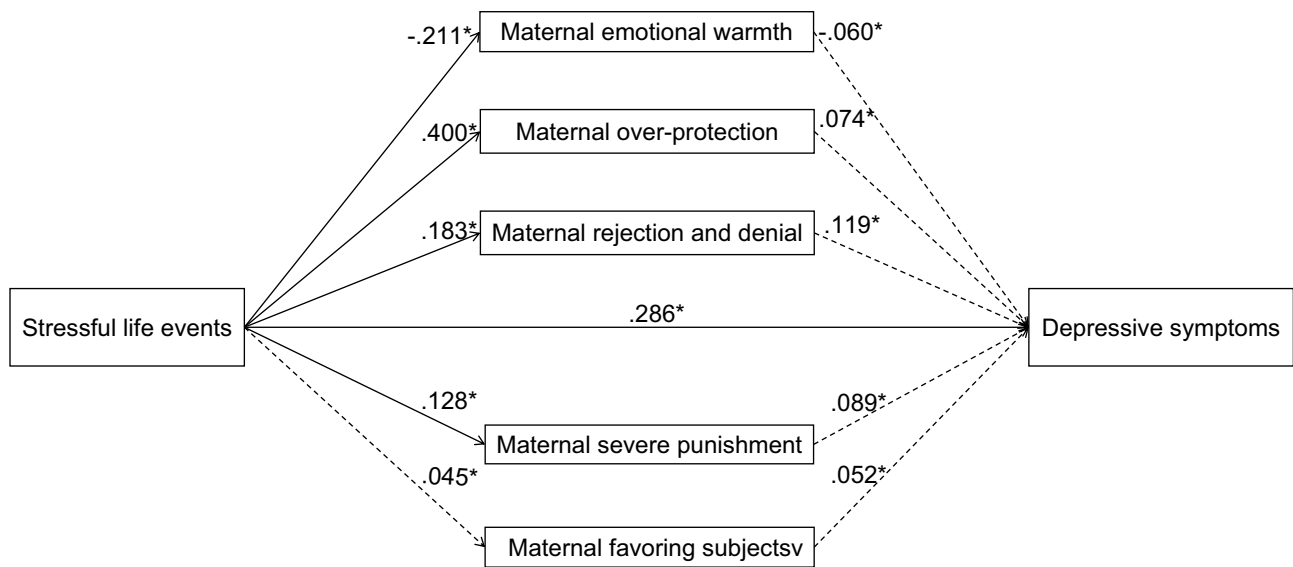 -.211*
Maternal emotional warmth
-.060*
.400*
Maternal over-protection
.074*
.183*
Maternal rejection and denial
.119*
Stressful life events
.286*
Depressive symptoms
.128*
Maternal severe punishment
.089*
.045*
Maternal favoring subjectsv
.052*